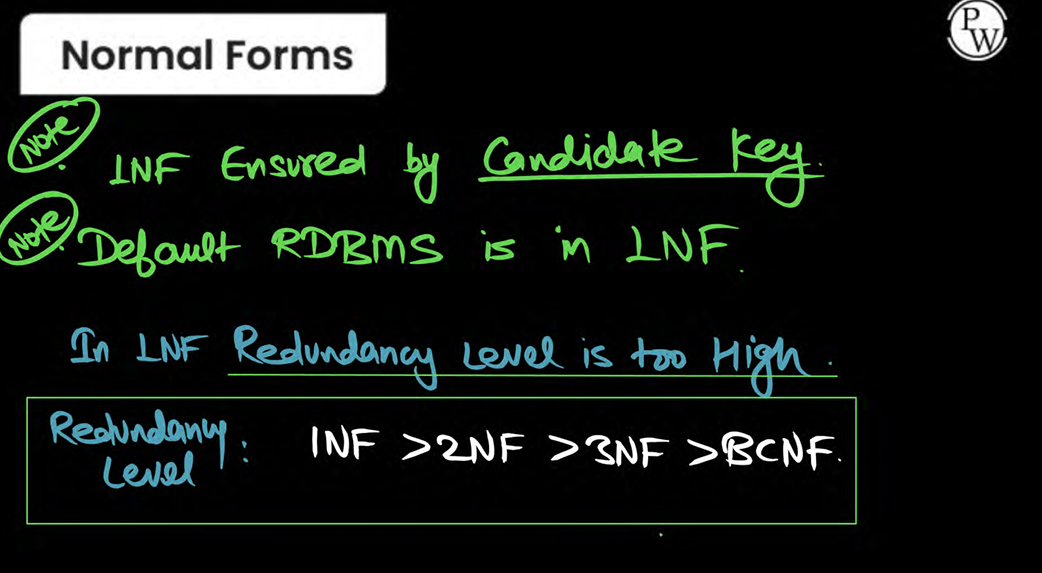 Normal Forms
PW
Note
1NF Ensured by Candidate Key.
Note
Default RDBMS is in 1NF.
In 1NF Redundancy Level is too High.
Redundancy Level : 1NF > 2NF > 3NF > BCNF.